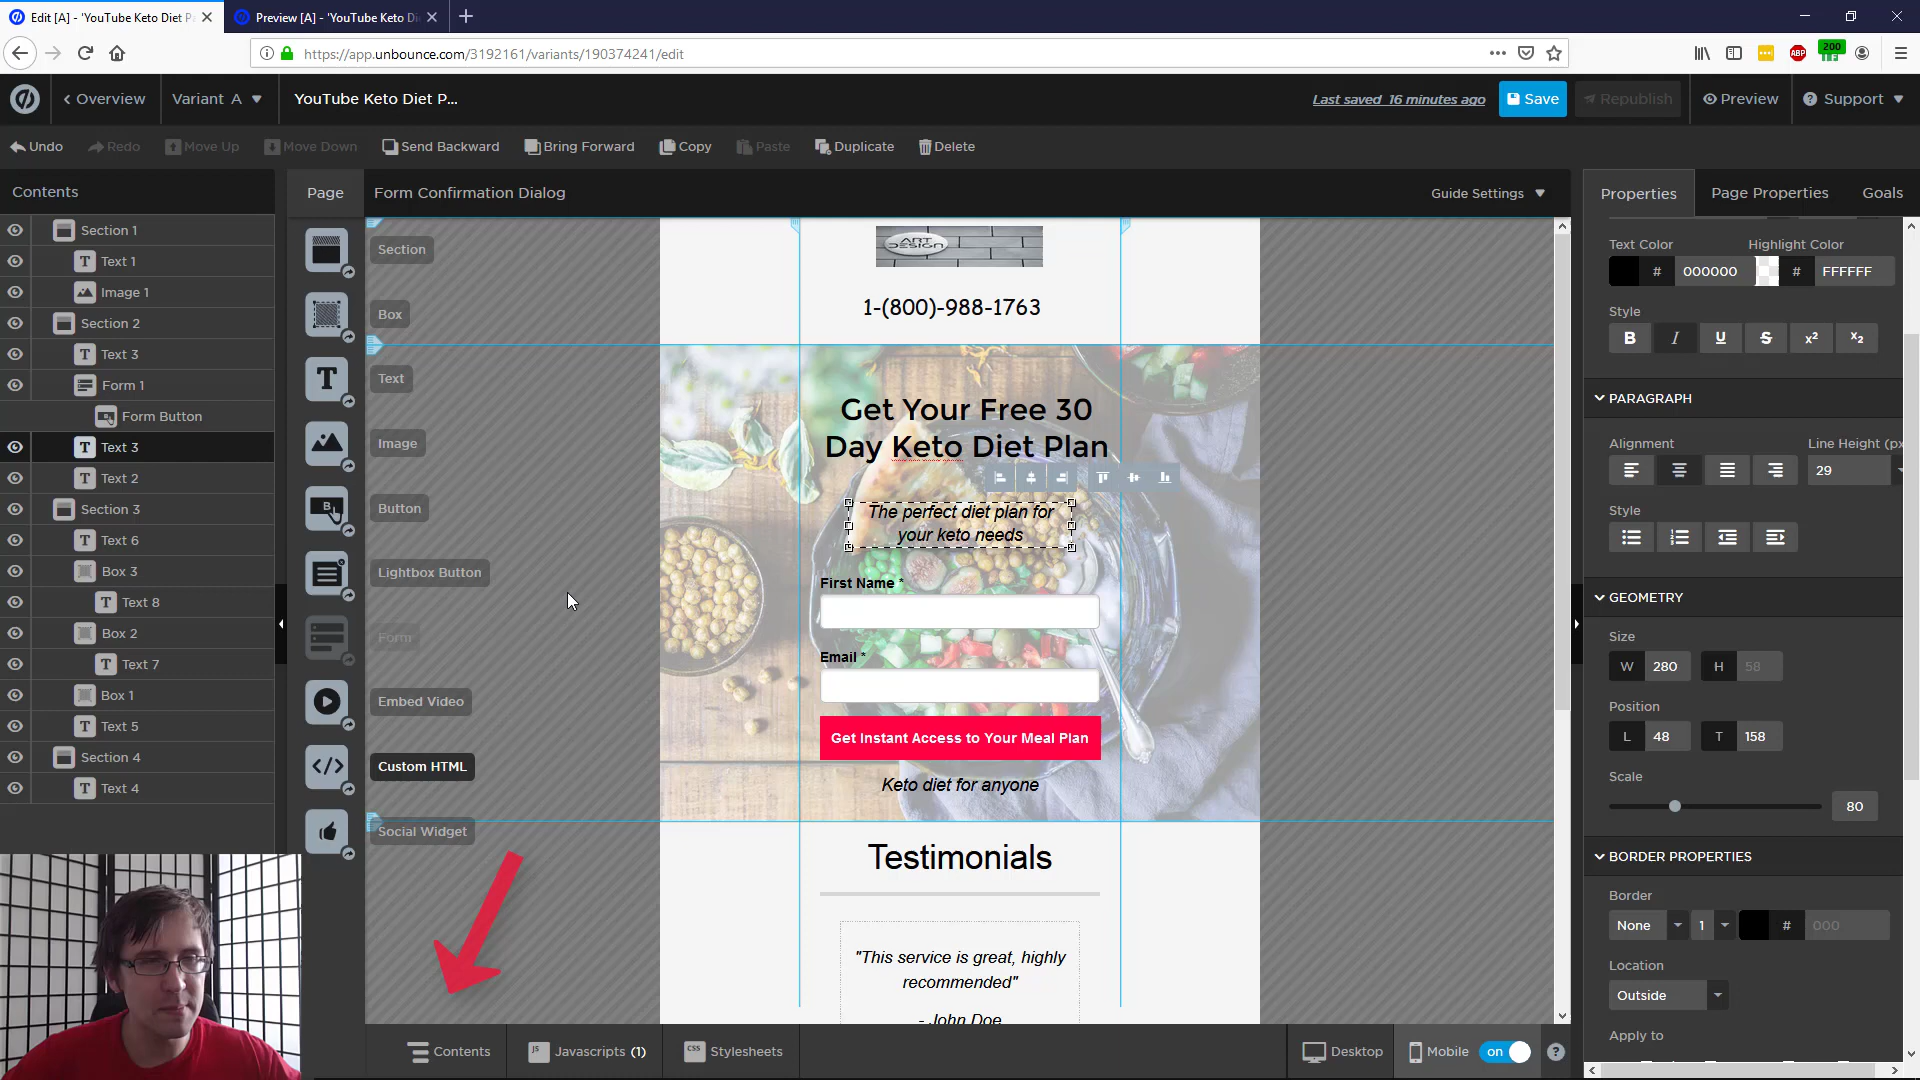 Edit [A] - 'YouTube Keto Diet P
Preview [A] - 'YouTube Keto Di
https://app.unbounce.com/3192161/variants/190374241/edit
ABP
200
Overview
Variant A
YouTube Keto Diet P...
Last saved 16 minutes ago
Save
Republish
Preview
Support
Undo
Redo
Move Up
Move Down
Send Backward
Bring Forward
Copy
Paste
Duplicate
Delete
Contents
Page
Form Confirmation Dialog
Guide Settings
Properties
Page Properties
Goals
Section 1
Text 1
Image 1
Section 2
Text 3
Form 1
Form Button
Text 3
Text 2
Section 3
Text 6
Box 3
Text 8
Box 2
Text 7
Box 1
Text 5
Section 4
Text 4
Section
Box
Text
Image
Button
Lightbox Button
Form
Embed Video
Custom HTML
Social Widget
ART
DESIGN
1-(800)-988-1763
Get Your Free 30
Day Keto Diet Plan
The perfect diet plan for
your keto needs
First Name *
Email *
Get Instant Access to Your Meal Plan
Keto diet for anyone
Testimonials
"This service is great, highly
recommended"
- John Doe
Text Color
Highlight Color
# 000000
# FFFFFF
Style
B I U S x² x₂
PARAGRAPH
Alignment
Line Height (px
29
Style
GEOMETRY
Size
W 280
H 58
Position
L 48
T 158
Scale
80
BORDER PROPERTIES
Border
None
1
# 000
Location
Outside
Apply to
Contents
JS Javascripts (1)
CSS Stylesheets
Desktop
Mobile
on
?